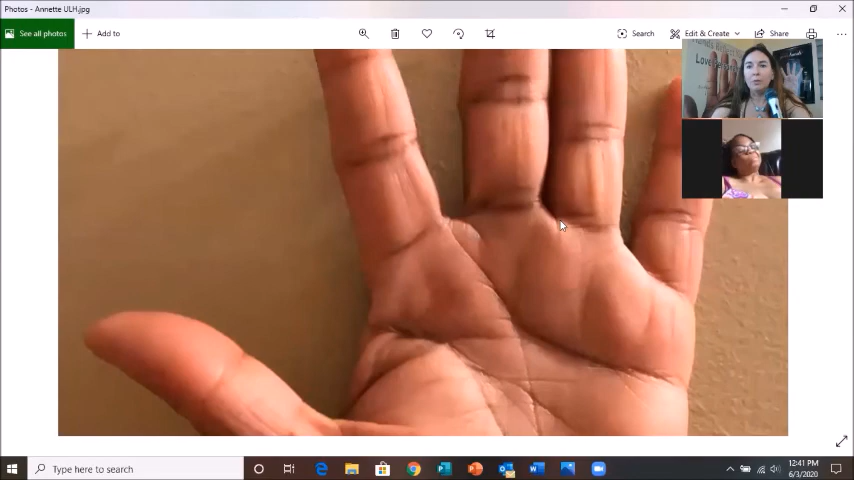 Photos - Annette ULH.jpg
See all photos
Add to
Search
Edit & Create
Share
Type here to search
12:41 PM
6/3/2020